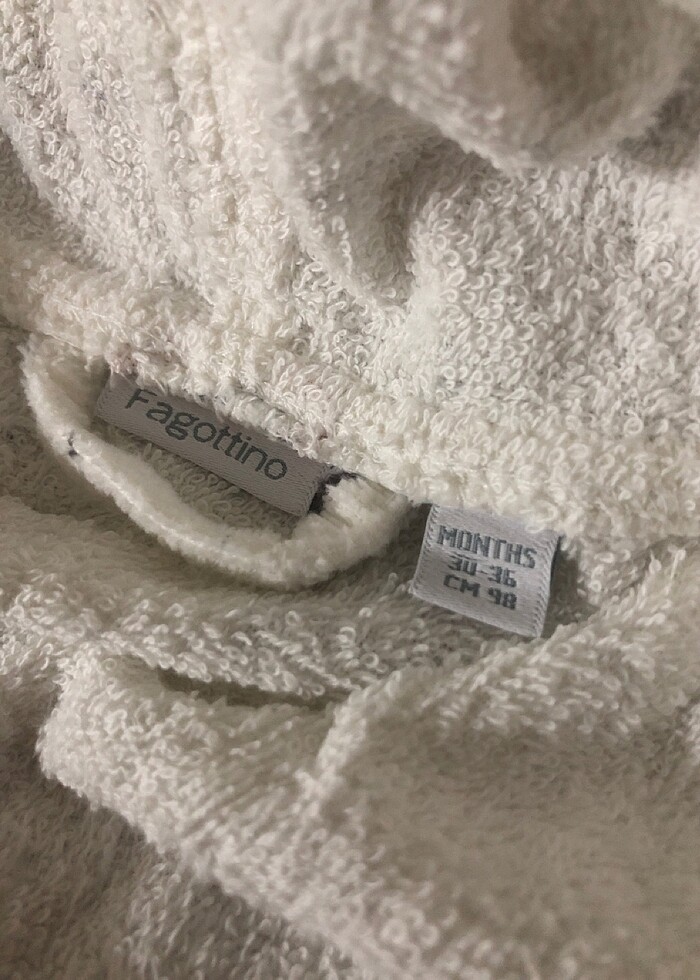 Fagottino
MONTHS
30-36
CM 98